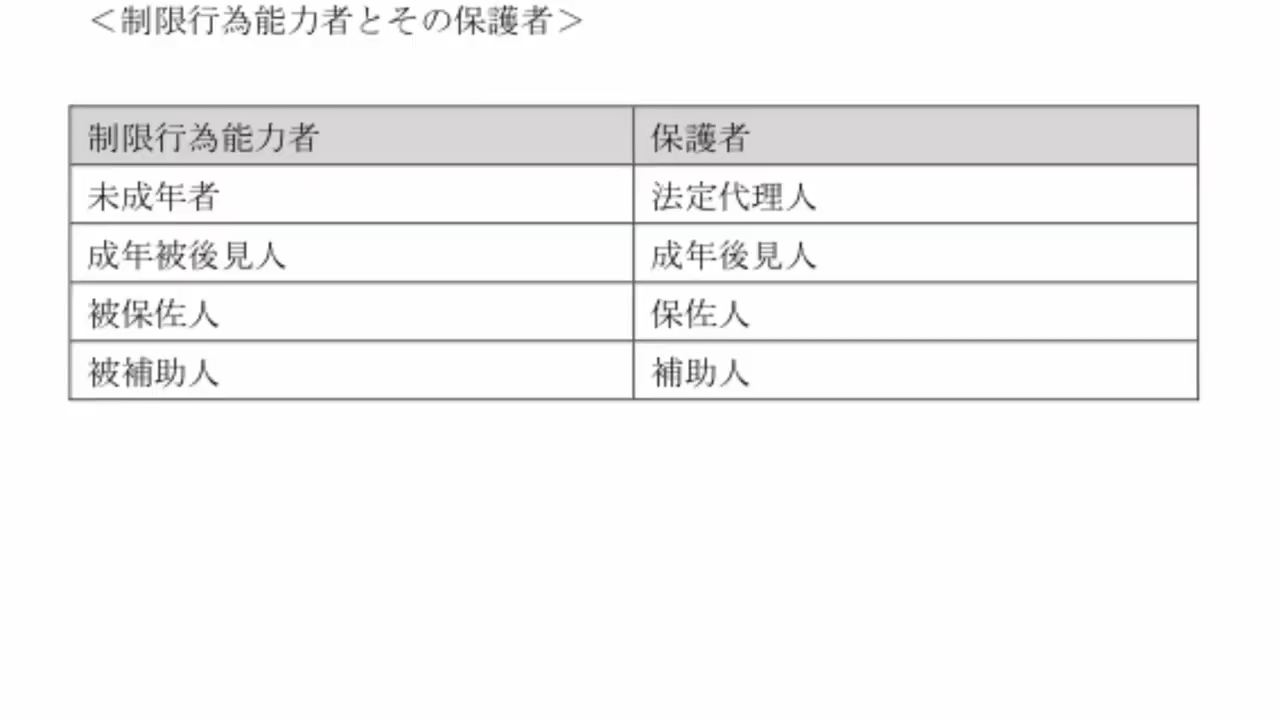 ＜制限行為能力者とその保護者＞
制限行為能力者 保護者
未成年者 法定代理人
成年被後見人 成年後見人
被保佐人 保佐人
被補助人 補助人